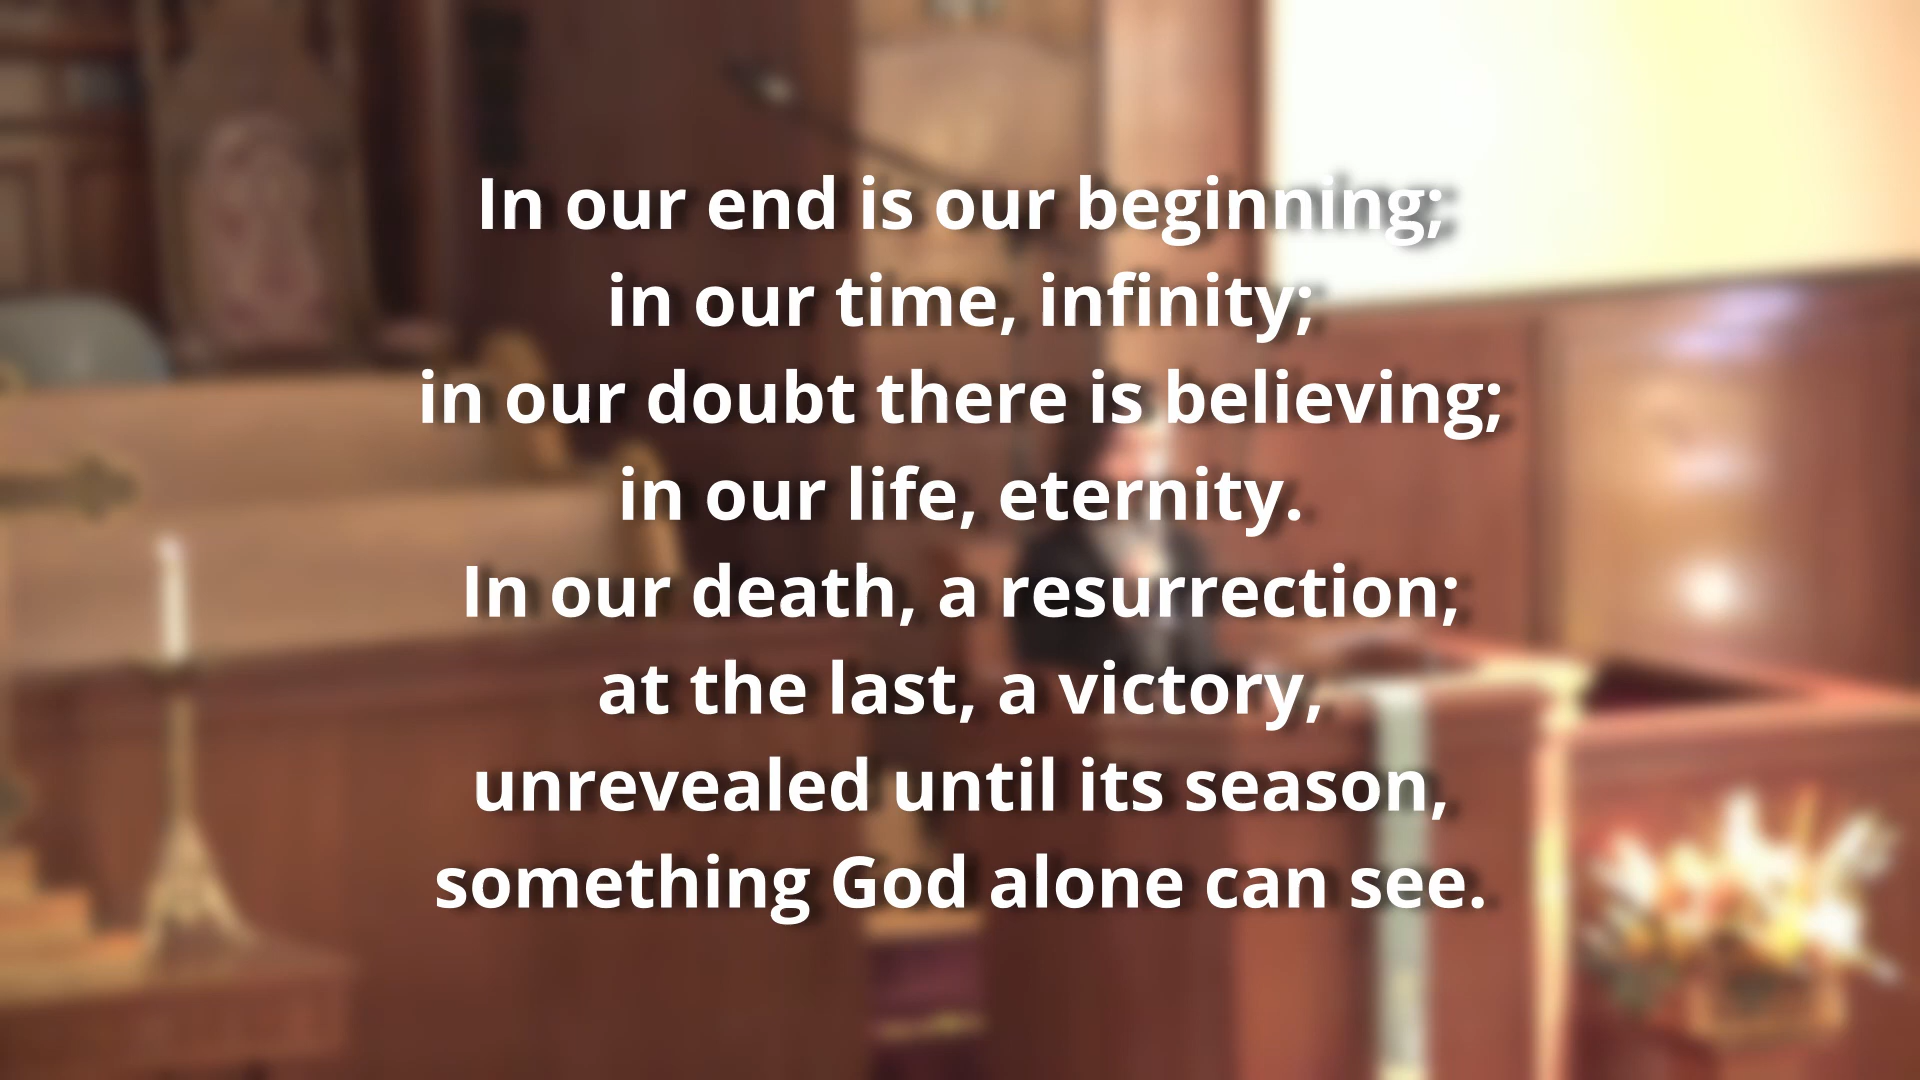 In our end is our beginning;
in our time, infinity;
in our doubt there is believing;
in our life, eternity.
In our death, a resurrection;
at the last, a victory,
unrevealed until its season,
something God alone can see.